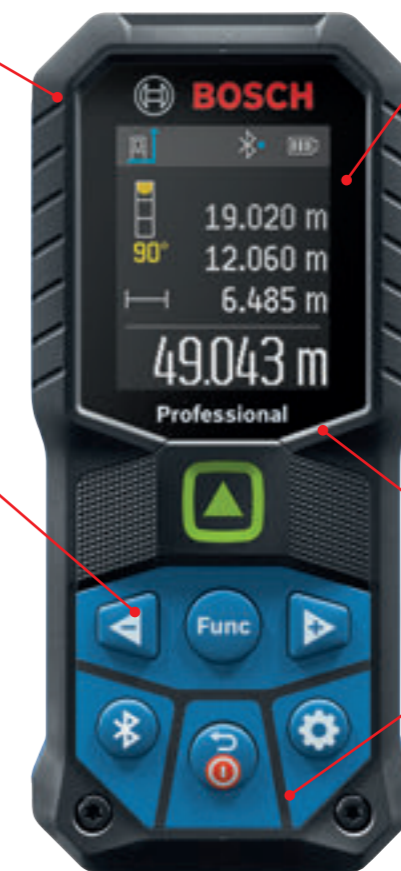 BOSCH
19.020 m
90° 12.060 m
6.485 m
49.043 m
Professional
- Func +